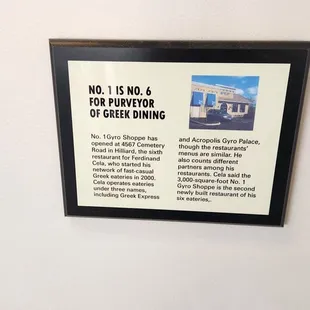 NO. 1 IS NO. 6
FOR PURVEYOR
OF GREEK DINING
No. 1Gyro Shoppe has
opened at 4567 Cemetery
Road in Hilliard, the sixth
restaurant for Ferdinand
Cela, who started his
network of fast-casual
Greek eateries in 2000.
Cela operates eateries
under three names,
including Greek Express
and Acropolis Gyro Palace,
though the restaurants'
menus are similar. He
also counts different
partners among his
restaurants. Cela said the
3,000-square-foot No. 1
Gyro Shoppe is the second
newly built restaurant of his
six eateries,.